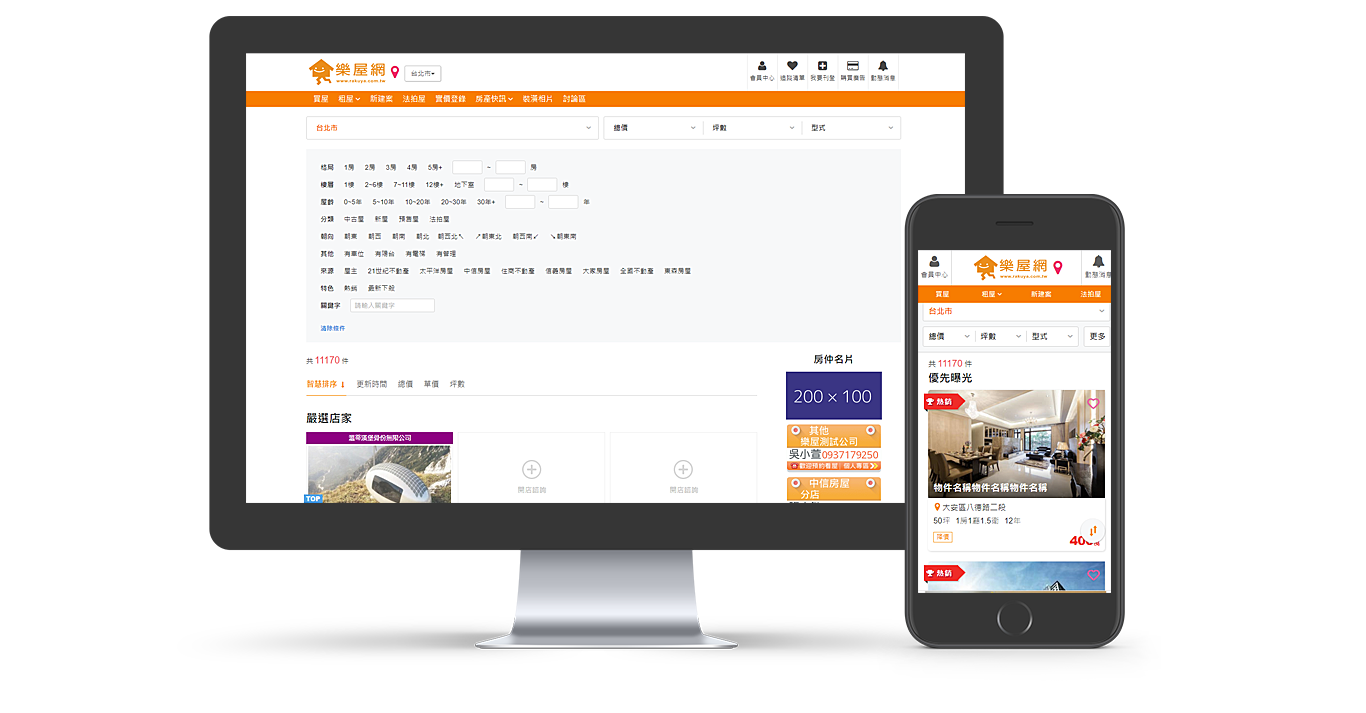 樂屋網
www.rakuya.com.tw
台北市
會員中心 追蹤清單 我要刊登 購買廣告 動態消息
買屋 租屋 新建案 法拍屋 實價登錄 房產快訊 裝潢相片 討論區
台北市 總價 坪數 型式
格局 1房 2房 3房 4房 5房+ ~ 房
樓層 1樓 2~6樓 7~11樓 12樓+ 地下室 ~ 樓
屋齡 0~5年 5~10年 10~20年 20~30年 30年+ ~ 年
分類 中古屋 新屋 預售屋 法拍屋
朝向 朝東 朝西 朝南 朝北 朝西北↖ ↗朝東北 朝西南↙ ↘朝東南
其他 有車位 有陽台 有電梯 有管理
來源 屋主 21世紀不動產 太平洋房屋 中信房屋 住商不動產 信義房屋 大家房屋 全國不動產 東森房屋
特色 熱銷 最新下殺
關鍵字 請輸入關鍵字
清除條件
共 11170 件
智慧排序 ↓ 更新時間 總價 單價 坪數
嚴選店家
TOP
開店諮詢
開店諮詢
房仲名片
200 × 100
其他
樂屋測試公司
吳小萱0937179250
歡迎預約看屋 個人專區
中信房屋
分店
會員中心
樂屋網
www.rakuya.com.tw
動態消息
買屋 租屋 新建案 法拍屋
台北市
總價 坪數 型式 更多
共 11170 件
優先曝光
熱銷
物件名稱物件名稱物件名稱
大安區八德路二段
50坪 1房1廳1.5衛 12年
降價
熱銷